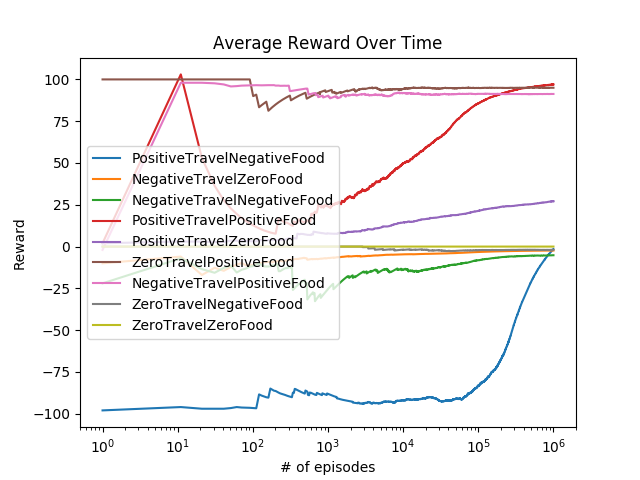 Average Reward Over Time
Reward
100
75
50
25
0
−25
−50
−75
−100
PositiveTravelNegativeFood
NegativeTravelZeroFood
NegativeTravelNegativeFood
PositiveTravelPositiveFood
PositiveTravelZeroFood
ZeroTravelPositiveFood
NegativeTravelPositiveFood
ZeroTravelNegativeFood
ZeroTravelZeroFood
10⁰ 10¹ 10² 10³ 10⁴ 10⁵ 10⁶
# of episodes